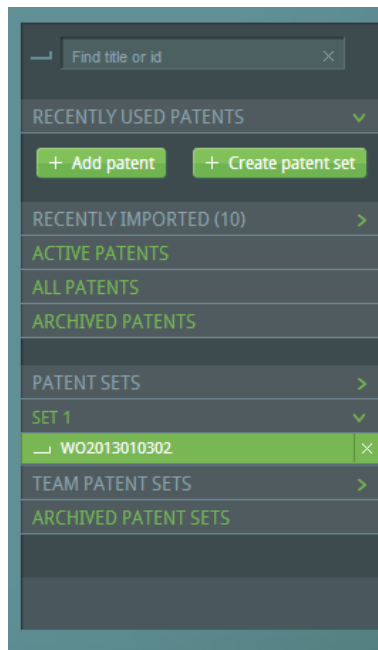 Find title or id
RECENTLY USED PATENTS
+ Add patent + Create patent set
RECENTLY IMPORTED (10)
ACTIVE PATENTS
ALL PATENTS
ARCHIVED PATENTS
PATENT SETS
SET 1
WO2013010302
TEAM PATENT SETS
ARCHIVED PATENT SETS